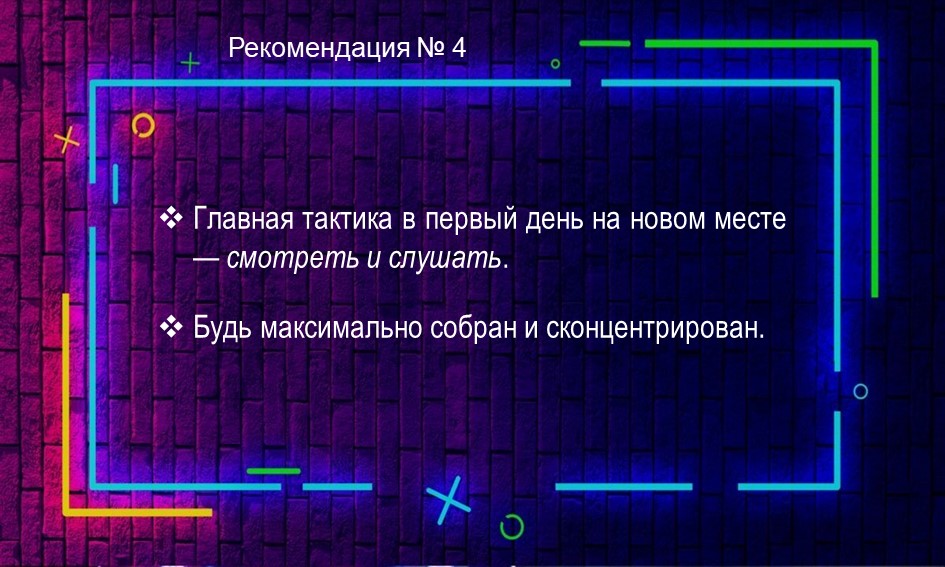 Рекомендация № 4
❖ Главная тактика в первый день на новом месте
— смотреть и слушать.
❖ Будь максимально собран и сконцентрирован.